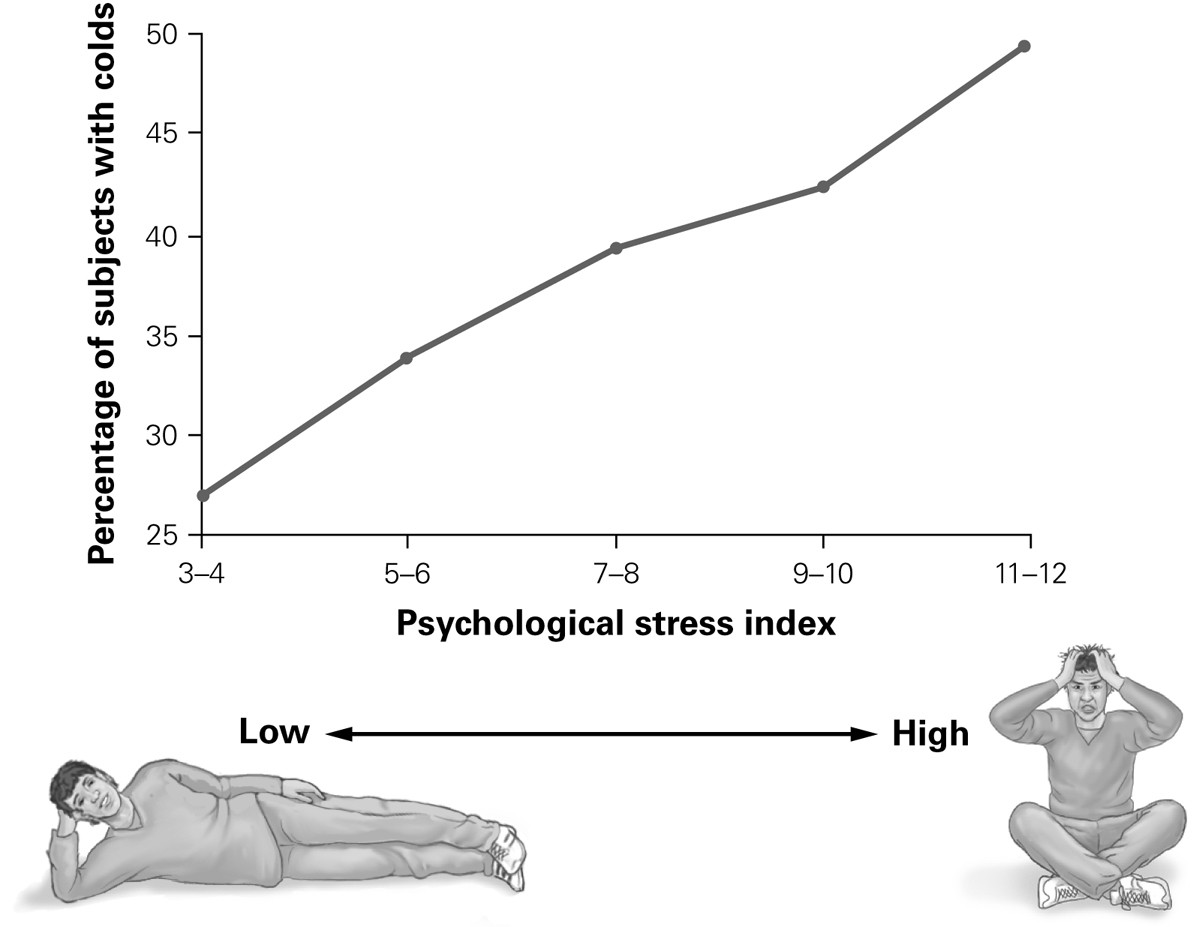 Percentage of subjects with colds
50
45
40
35
30
25
3–4 5–6 7–8 9–10 11–12
Psychological stress index
Low High